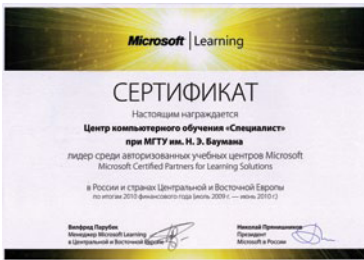 Microsoft | Learning
СЕРТИФИКАТ
Настоящим награждается
Центр компьютерного обучения «Специалист»
при МГТУ им. Н. Э. Баумана
лидер среди авторизованных учебных центров Microsoft
Microsoft Certified Partners for Learning Solutions
в России и странах Центральной и Восточной Европы
по итогам 2010 финансового года (июль 2009 г. — июнь 2010 г.)
Вилфред Парубек
Менеджер Microsoft Learning
в Центральной и Восточной Европе
Николай Прянишников
Президент
Microsoft в России